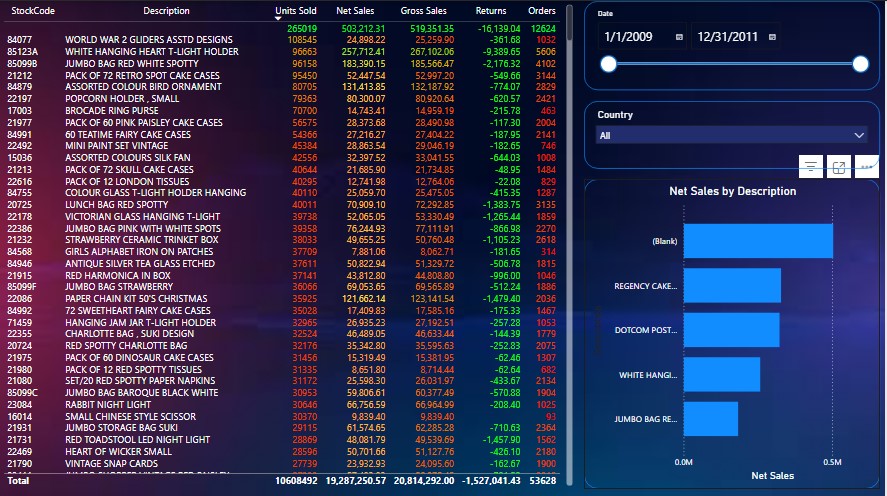 StockCode Description Units Sold Net Sales Gross Sales Returns Orders
265019 503,212.31 519,351.35 -16,139.04 12624
84077 WORLD WAR 2 GLIDERS ASSTD DESIGNS 108545 24,898.22 25,259.90 -361.68 1032
85123A WHITE HANGING HEART T-LIGHT HOLDER 96663 257,712.41 267,102.06 -9,389.65 5606
85099B JUMBO BAG RED WHITE SPOTTY 96158 183,390.15 185,566.47 -2,176.32 4102
21212 PACK OF 72 RETRO SPOT CAKE CASES 95450 52,447.54 52,997.20 -549.66 3144
84879 ASSORTED COLOUR BIRD ORNAMENT 80705 131,413.85 132,187.92 -774.07 2829
22197 POPCORN HOLDER , SMALL 79363 80,300.07 80,920.64 -620.57 2421
17003 BROCADE RING PURSE 70700 14,743.41 14,959.19 -215.78 463
21977 PACK OF 60 PINK PAISLEY CAKE CASES 56575 28,373.68 28,490.98 -117.30 2004
84991 60 TEATIME FAIRY CAKE CASES 54366 27,216.27 27,404.22 -187.95 2141
22492 MINI PAINT SET VINTAGE 45384 28,863.54 29,046.19 -182.65 746
15036 ASSORTED COLOURS SILK FAN 42556 32,397.52 33,041.55 -644.03 1008
21213 PACK OF 72 SKULL CAKE CASES 40644 21,685.90 21,734.85 -48.95 1484
22616 PACK OF 12 LONDON TISSUES 40295 12,741.98 12,764.06 -22.08 829
84755 COLOUR GLASS T-LIGHT HOLDER HANGING 40110 25,059.70 25,475.05 -415.35 1287
20725 LUNCH BAG RED SPOTTY 40011 70,909.10 72,292.85 -1,383.75 3135
22178 VICTORIAN GLASS HANGING T-LIGHT 39738 52,065.05 53,330.49 -1,265.44 1859
22386 JUMBO BAG PINK WITH WHITE SPOTS 39358 76,244.93 77,111.91 -866.98 2270
21232 STRAWBERRY CERAMIC TRINKET BOX 38033 49,655.25 50,760.48 -1,105.23 2618
84568 GIRLS ALPHABET IRON ON PATCHES 37709 7,881.06 8,062.71 -181.65 314
84946 ANTIQUE SILVER TEA GLASS ETCHED 37611 50,822.94 51,329.72 -506.78 1815
21915 RED HARMONICA IN BOX 37141 43,812.80 44,808.80 -996.00 1046
85099F JUMBO BAG STRAWBERRY 36066 69,053.65 69,565.89 -512.24 1886
22086 PAPER CHAIN KIT 50'S CHRISTMAS 35925 121,662.14 123,141.54 -1,479.40 2036
84992 72 SWEETHEART FAIRY CAKE CASES 35028 17,409.83 17,585.16 -175.33 1467
71459 HANGING JAM JAR T-LIGHT HOLDER 32965 26,935.23 27,192.51 -257.28 1053
22355 CHARLOTTE BAG , SUKI DESIGN 32524 46,489.05 46,633.44 -144.39 1779
20724 RED SPOTTY CHARLOTTE BAG 32176 35,342.80 35,595.63 -252.83 2075
21975 PACK OF 60 DINOSAUR CAKE CASES 31456 15,319.49 15,381.95 -62.46 1307
21980 PACK OF 12 RED SPOTTY TISSUES 31335 8,651.80 8,714.44 -62.64 682
21080 SET/20 RED SPOTTY PAPER NAPKINS 31172 25,598.30 26,031.97 -433.67 2134
85099C JUMBO BAG BAROQUE BLACK WHITE 30953 59,806.61 60,377.49 -570.88 1904
23084 RABBIT NIGHT LIGHT 30646 66,756.59 66,964.99 -208.40 1025
16014 SMALL CHINESE STYLE SCISSOR 30370 9,839.40 9,839.40 93
21931 JUMBO STORAGE BAG SUKI 29115 61,574.65 62,285.28 -710.63 2364
21731 RED TOADSTOOL LED NIGHT LIGHT 28869 48,081.79 49,539.69 -1,457.90 1562
22469 HEART OF WICKER SMALL 28596 50,701.66 51,127.76 -426.10 2180
21790 VINTAGE SNAP CARDS 27739 23,932.93 24,095.60 -162.67 1900
Total 10608492 19,287,250.57 20,814,292.00 -1,527,041.43 53628
Date
1/1/2009 12/31/2011
Country
All
Net Sales by Description
(Blank)
REGENCY CAKE...
DOTCOM POST...
WHITE HANGI...
JUMBO BAG RE...
0.0M 0.5M
Net Sales